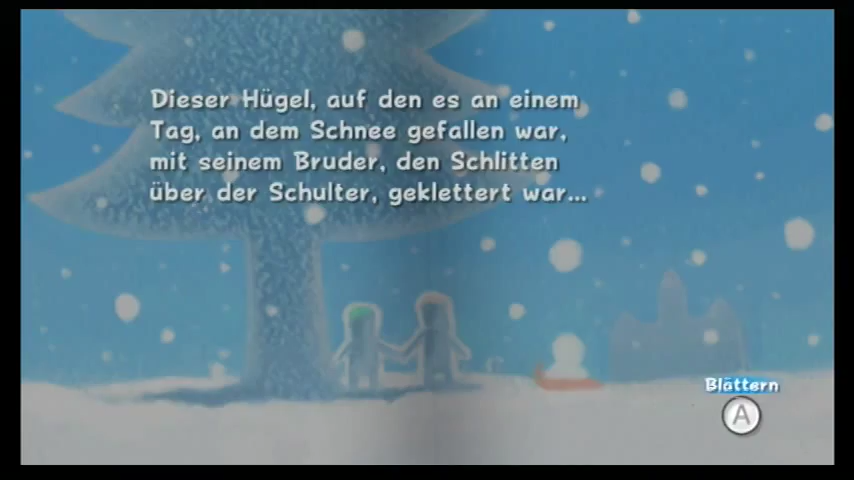 Dieser Hügel, auf den es an einem
Tag, an dem Schnee gefallen war,
mit seinem Bruder, den Schlitten
über der Schulter, geklettert war...
Blättern
A